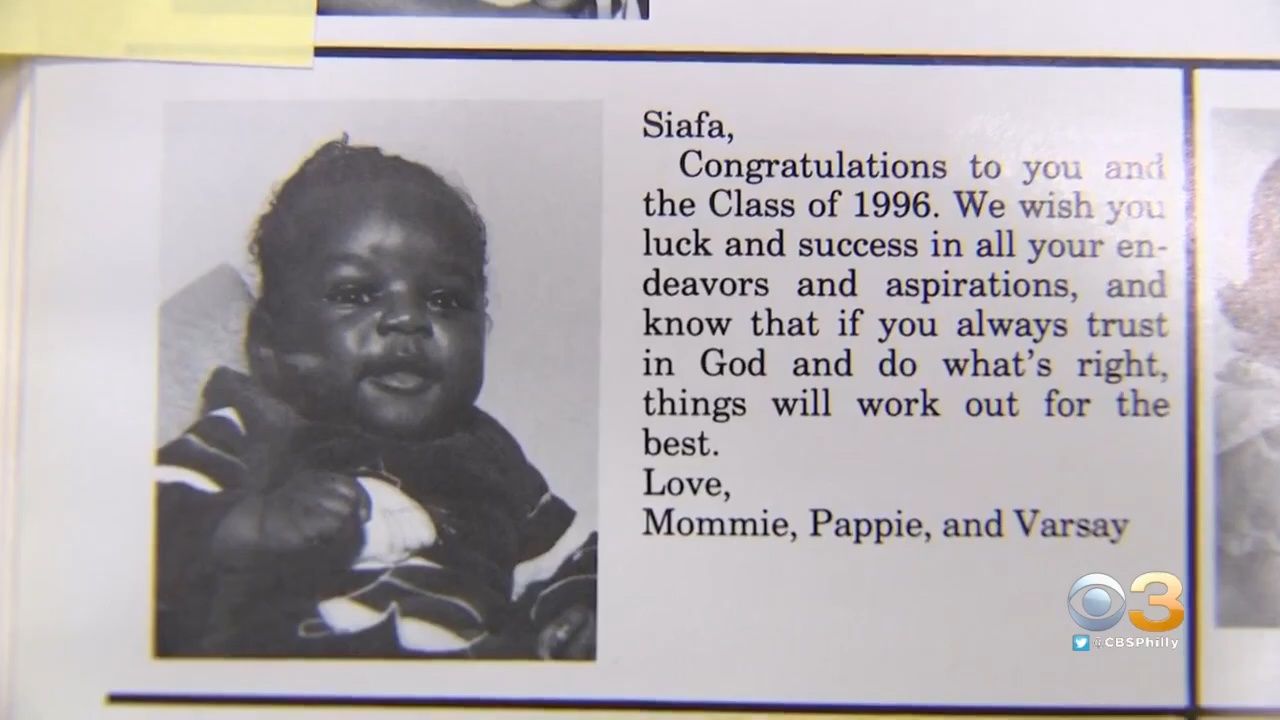 Siafa,
Congratulations to you and
the Class of 1996. We wish you
luck and success in all your en-
deavors and aspirations, and
know that if you always trust
in God and do what's right,
things will work out for the
best.
Love,
Mommie, Pappie, and Varsay
3
@CBSPhilly